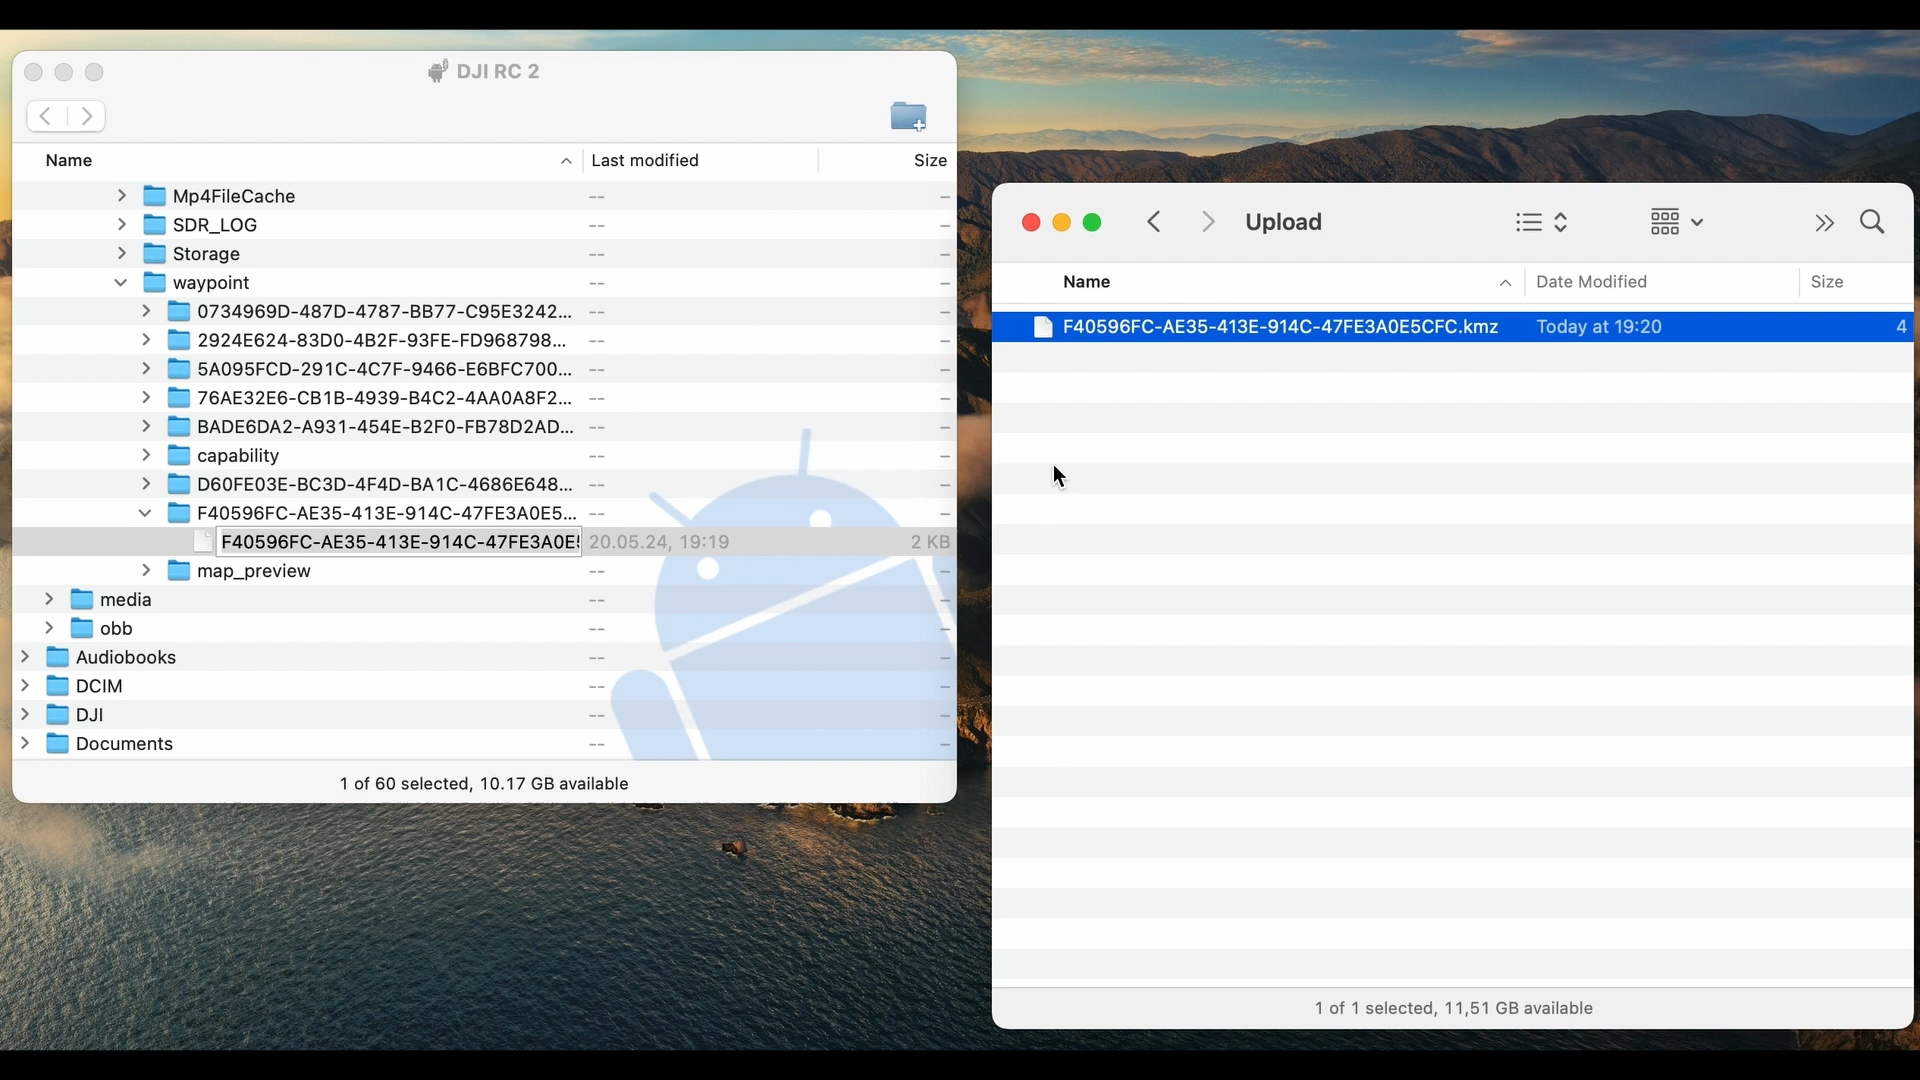 DJI RC 2
Name Last modified Size
Mp4FileCache --
SDR_LOG --
Storage --
waypoint --
0734969D-487D-4787-BB77-C95E3242... --
2924E624-83D0-4B2F-93FE-FD968798... --
5A095FCD-291C-4C7F-9466-E6BFC700... --
76AE32E6-CB1B-4939-B4C2-4AA0A8F2... --
BADE6DA2-A931-454E-B2F0-FB78D2AD... --
capability --
D60FE03E-BC3D-4F4D-BA1C-4686E648... --
F40596FC-AE35-413E-914C-47FE3A0E5... --
F40596FC-AE35-413E-914C-47FE3A0E5 20.05.24, 19:19 2 KB
map_preview --
media --
obb --
Audiobooks --
DCIM --
DJI --
Documents --
1 of 60 selected, 10.17 GB available
Upload
Name Date Modified Size
F40596FC-AE35-413E-914C-47FE3A0E5CFC.kmz Today at 19:20 4
1 of 1 selected, 11,51 GB available